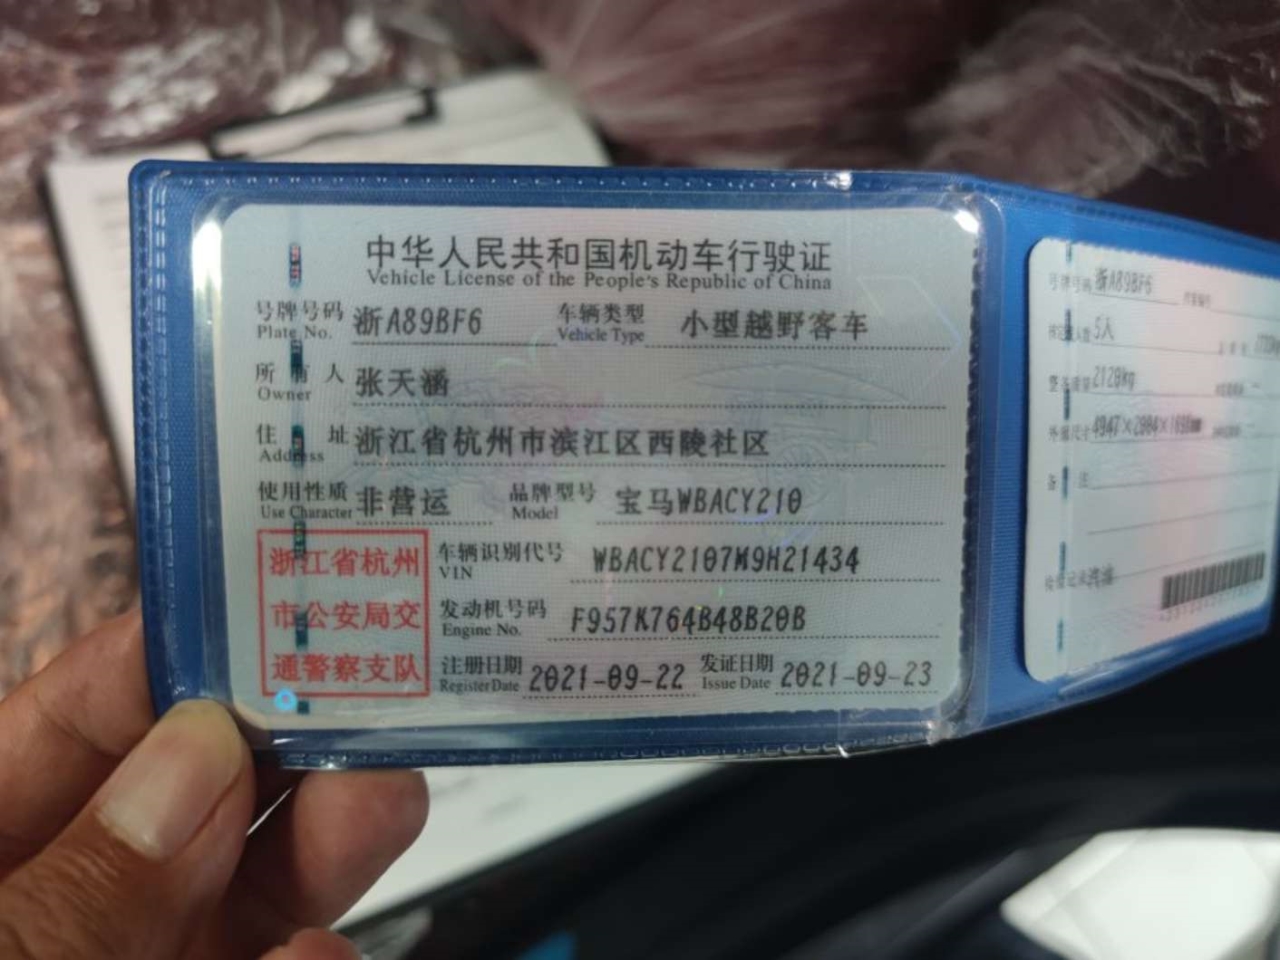 中华人民共和国机动车行驶证
Vehicle License of the People's Republic of China
号牌号码 浙A89BF6 车辆类型 小型越野客车
Plate No. Vehicle Type
所有人 张天涵
Owner
住址 浙江省杭州市滨江区西陵社区
Address
使用性质 非营运 品牌型号 宝马WBACY210
Use Character Model
浙江省杭州
市公安局交
通警察支队
车辆识别代号 WBACY2107M9H21434
VIN
发动机号码 F957K764B48B20B
Engine No.
注册日期 2021-09-22 发证日期 2021-09-23
Register Date Issue Date
号牌号码 浙A89BF6
5人
2120kg
外廓尺寸
备注